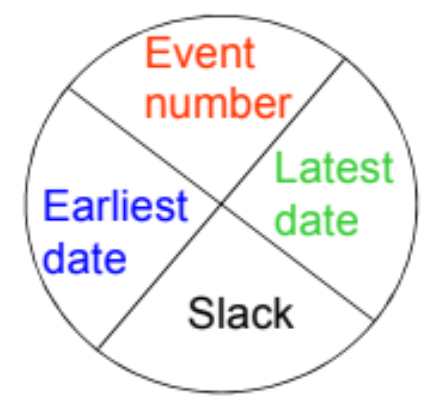 Event
number
Latest
date
Earliest
date
Slack